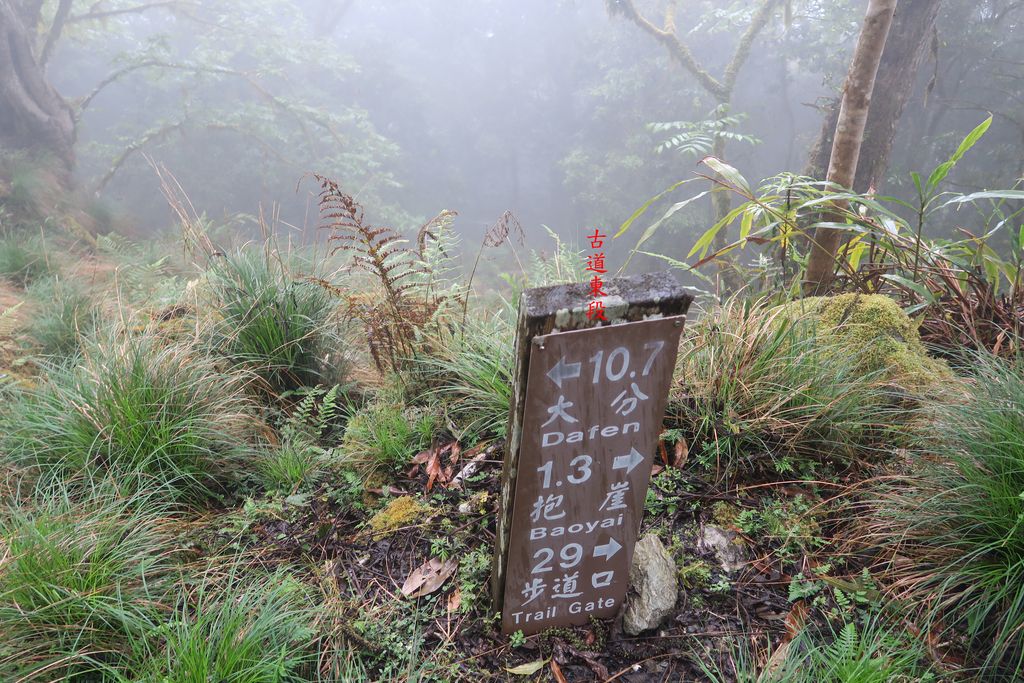 古道東段
← 10.7
大分
Dafen
1.3 →
抱崖
Baoyai
29 →
步道口
Trail Gate